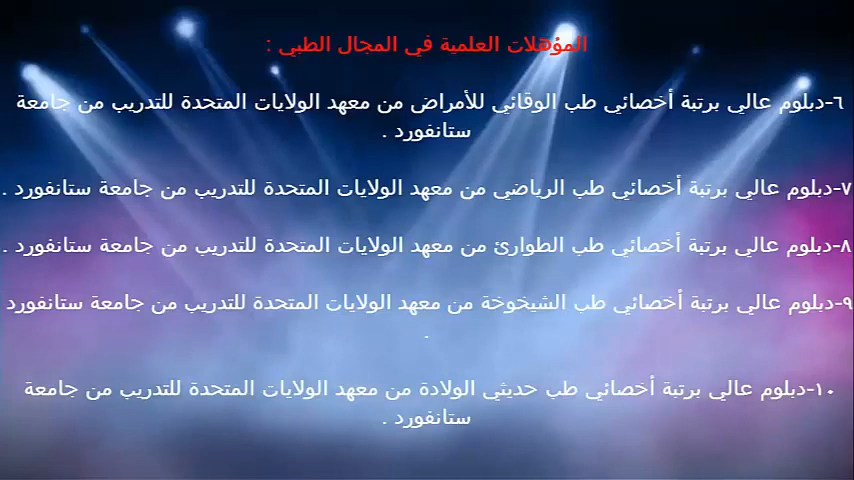 المؤهلات العلمية في المجال الطبي :
٦-دبلوم عالي برتبة أخصائي طب الوقائي للأمراض من معهد الولايات المتحدة للتدريب من جامعة
ستانفورد .
٧-دبلوم عالي برتبة أخصائي طب الرياضي من معهد الولايات المتحدة للتدريب من جامعة ستانفورد .
٨-دبلوم عالي برتبة أخصائي طب الطوارئ من معهد الولايات المتحدة للتدريب من جامعة ستانفورد .
٩-دبلوم عالي برتبة أخصائي طب الشيخوخة من معهد الولايات المتحدة للتدريب من جامعة ستانفورد
.
١٠-دبلوم عالي برتبة أخصائي طب حديثي الولادة من معهد الولايات المتحدة للتدريب من جامعة
ستانفورد .